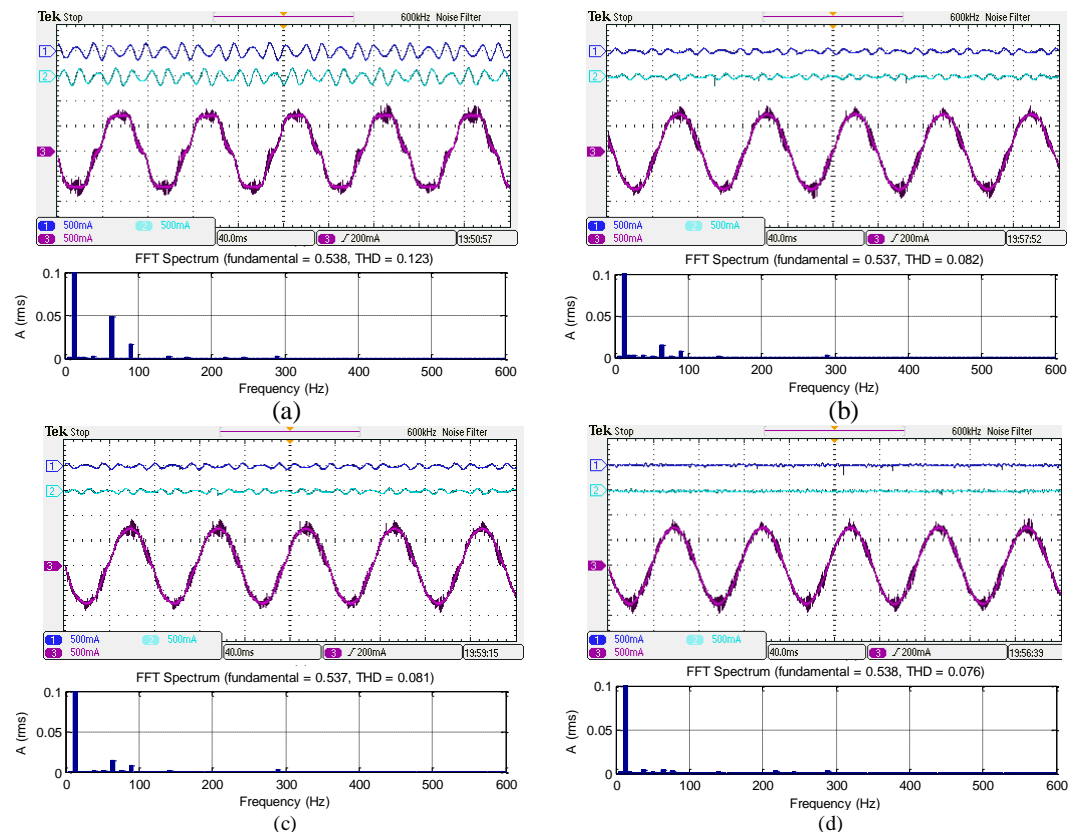 Tek Stop 600kHz Noise Filter
1
2
3
1 500mA 2 500mA
3 500mA 40.0ms 3 200mA 19:50:57
FFT Spectrum (fundamental = 0.538, THD = 0.123)
A (rms)
0.1
0.05
0
0 100 200 300 400 500 600
Frequency (Hz)
(a)
Tek Stop 600kHz Noise Filter
1
2
3
1 500mA 2 500mA
3 500mA 40.0ms 3 200mA 19:57:52
FFT Spectrum (fundamental = 0.537, THD = 0.082)
A (rms)
0.1
0.05
0
0 100 200 300 400 500 600
Frequency (Hz)
(b)
Tek Stop 600kHz Noise Filter
1
2
3
1 500mA 2 500mA
3 500mA 40.0ms 3 200mA 19:59:15
FFT Spectrum (fundamental = 0.537, THD = 0.081)
A (rms)
0.1
0.05
0
0 100 200 300 400 500 600
Frequency (Hz)
(c)
Tek Stop 600kHz Noise Filter
1
2
3
1 500mA 2 500mA
3 500mA 40.0ms 3 200mA 19:56:39
FFT Spectrum (fundamental = 0.538, THD = 0.076)
A (rms)
0.1
0.05
0
0 100 200 300 400 500 600
Frequency (Hz)
(d)